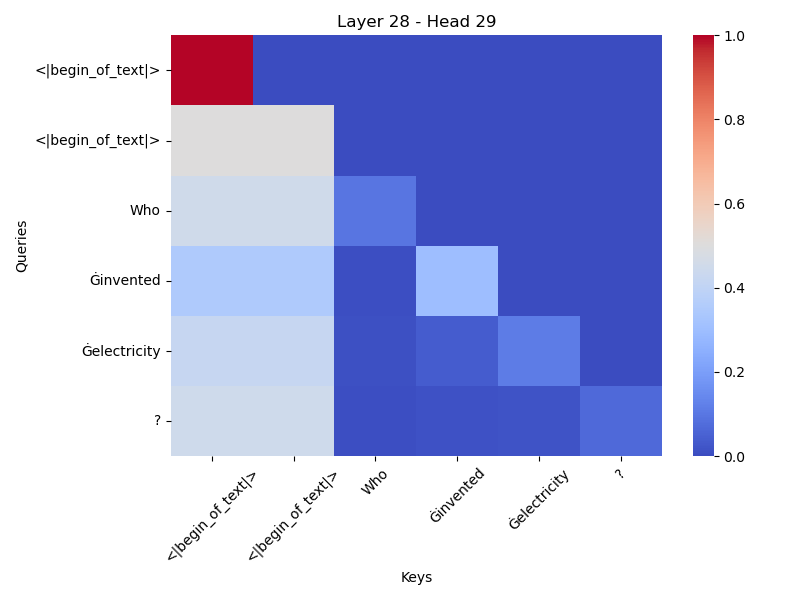 Layer 28 - Head 29
<|begin_of_text|>
<|begin_of_text|>
Who
Ġinvented
Ġelectricity
?
Queries
<|begin_of_text|>
<|begin_of_text|>
Who
Ġinvented
Ġelectricity
?
Keys
1.0
0.8
0.6
0.4
0.2
0.0